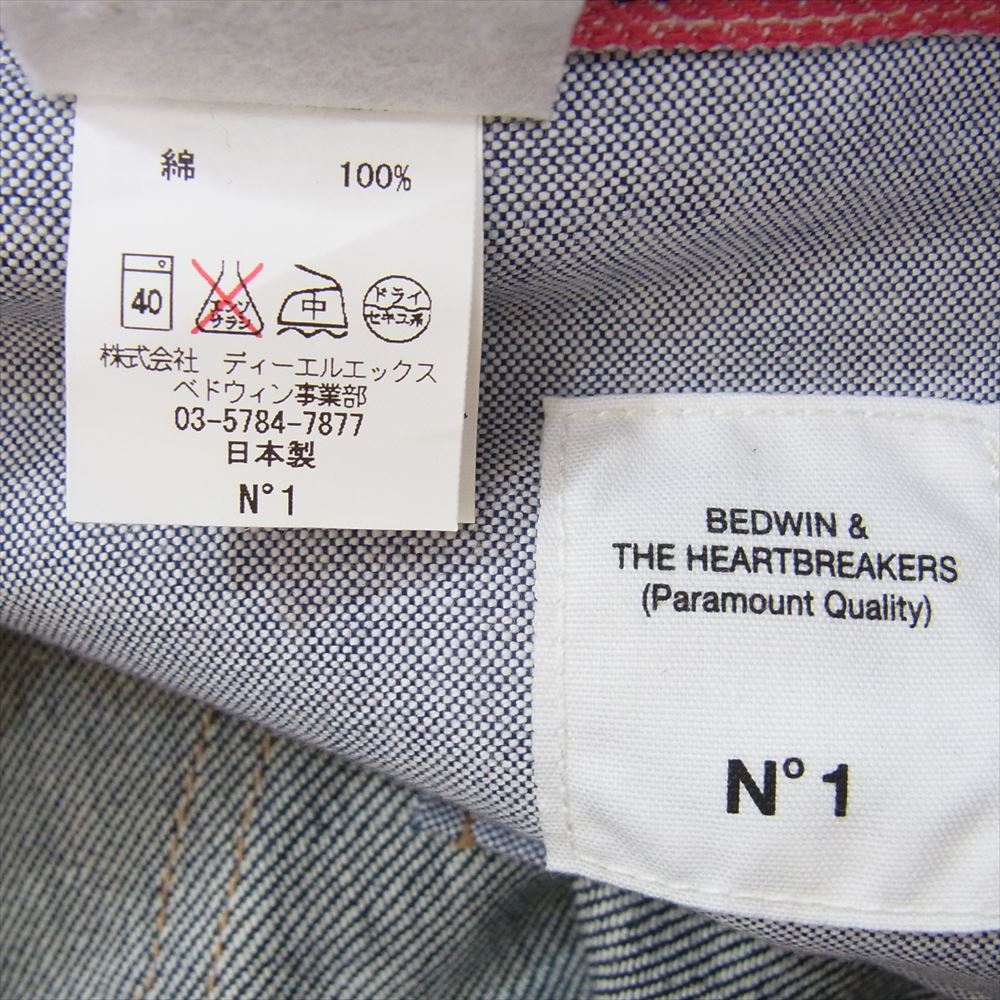 綿 100%
40
エンソ
サラシ
中
ドライ
セキユ系
株式会社 ディーエルエックス
ベドウィン事業部
03-5784-7877
日本製
N°1
BEDWIN &
THE HEARTBREAKERS
(Paramount Quality)
N°1